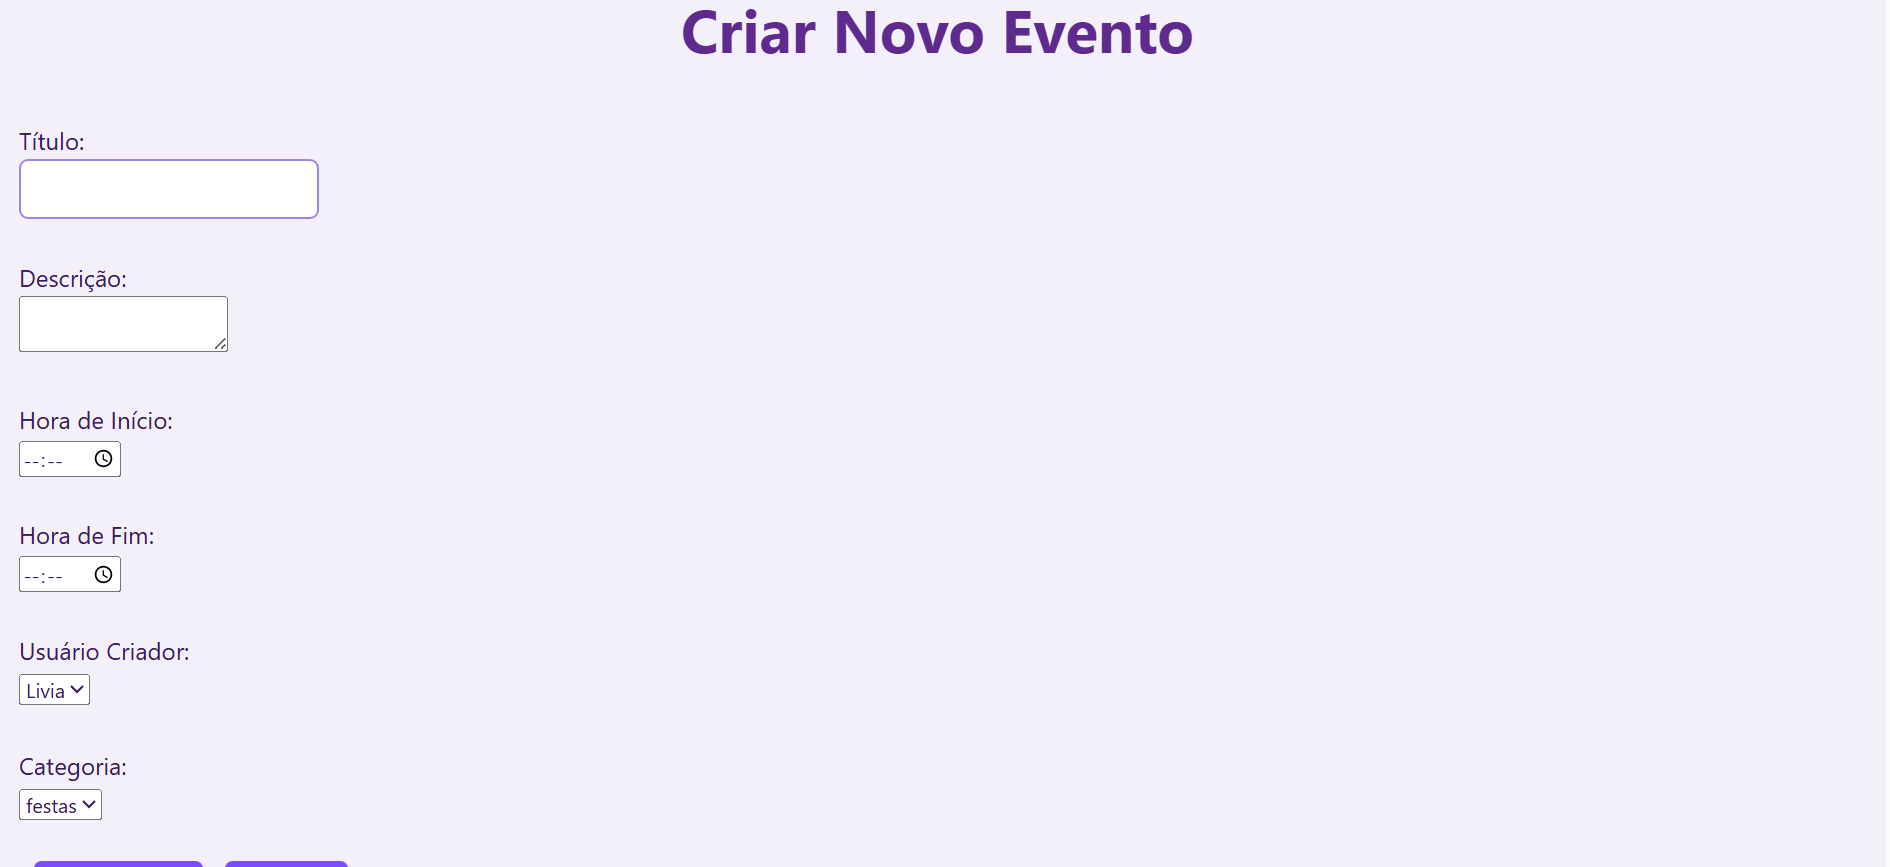 Criar Novo Evento
Título:
Descrição:
Hora de Início:
--:--
Hora de Fim:
--:--
Usuário Criador:
Livia
Categoria:
festas